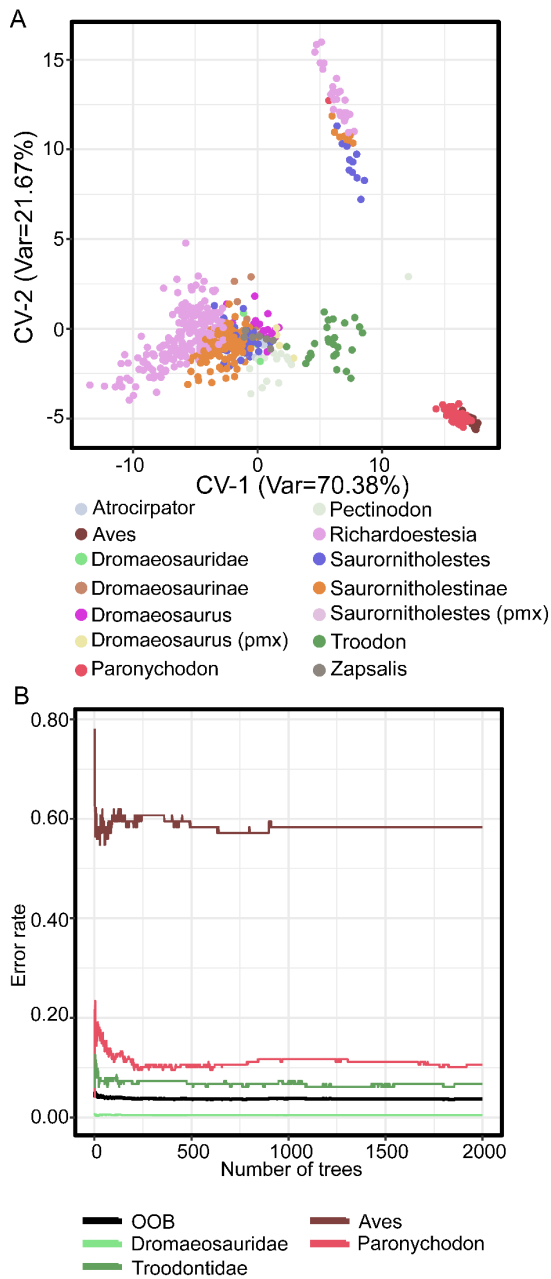 A
CV-2 (Var=21.67%)
15
10
5
0
-5
-10
0
10
CV-1 (Var=70.38%)
Atrocirpator
Pectinodon
Aves
Richardoestesia
Dromaeosauridae
Saurornitholestes
Dromaeosaurinae
Saurornitholestinae
Dromaeosaurus
Saurornitholestes (pmx)
Dromaeosaurus (pmx)
Troodon
Paronychodon
Zapsalis
B
Error rate
0.80
0.60
0.40
0.20
0.00
0
500
1000
1500
2000
Number of trees
OOB
Aves
Dromaeosauridae
Paronychodon
Troodontidae